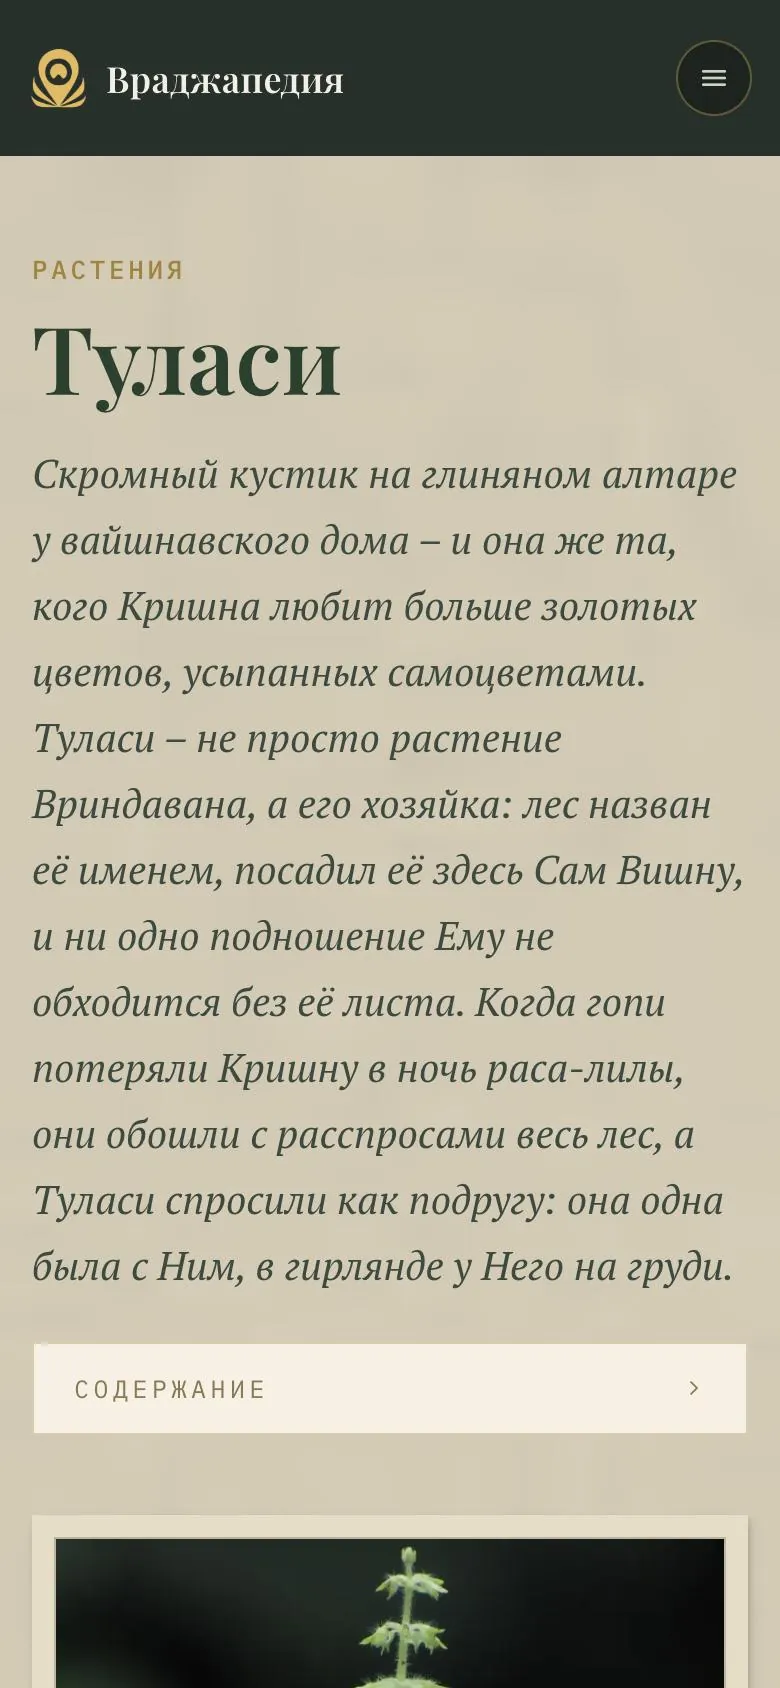 Враджапедия
РАСТЕНИЯ
Туласи
Скромный кустик на глиняном алтаре
у вайшнавского дома – и она же та,
кого Кришна любит больше золотых
цветов, усыпанных самоцветами.
Туласи – не просто растение
Вриндавана, а его хозяйка: лес назван
её именем, посадил её здесь Сам Вишну,
и ни одно подношение Ему не
обходится без её листа. Когда гопи
потеряли Кришну в ночь раса-лилы,
они обошли с расспросами весь лес, а
Туласи спросили как подругу: она одна
была с Ним, в гирлянде у Него на груди.
СОДЕРЖАНИЕ